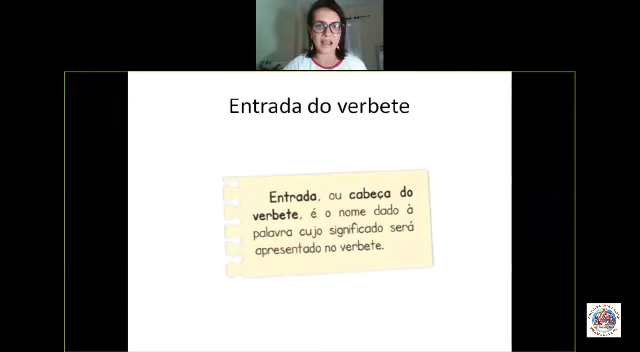 Entrada do verbete
Entrada, ou cabeça do
verbete, é o nome dado à
palavra cujo significado será
apresentado no verbete.